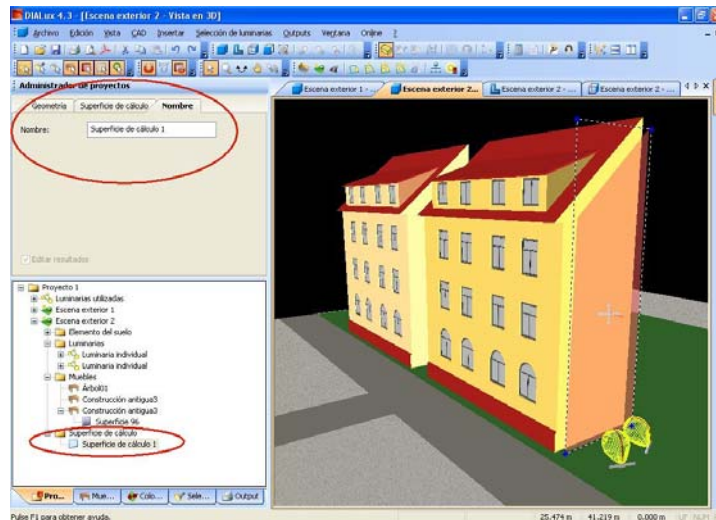 DIALux 4.3 - [Escena exterior 2 - Vista en 3D]
Archivo Edición Vista CAD Insertar Selección de luminarias Outputs Ventana Online ?
Administrador de proyectos
Geometría Superficie de cálculo Nombre
Nombre: Superficie de cálculo 1
Editar resultados
Escena exterior 1 - ... Escena exterior 2... Escena exterior 2 - ... Escena exterior 2 - ...
Proyecto 1
Luminarias utilizadas
Escena exterior 1
Escena exterior 2
Elemento del suelo
Luminarias
Luminaria individual
Luminaria individual
Muebles
Árbol01
Construcción antigua3
Construcción antigua3
Superficie 96
Superficie de cálculo
Superficie de cálculo 1
Pro... Mue... Colo... Sele... Output
Pulse F1 para obtener ayuda.
25.474 m 41.219 m 0.000 m UF NUM